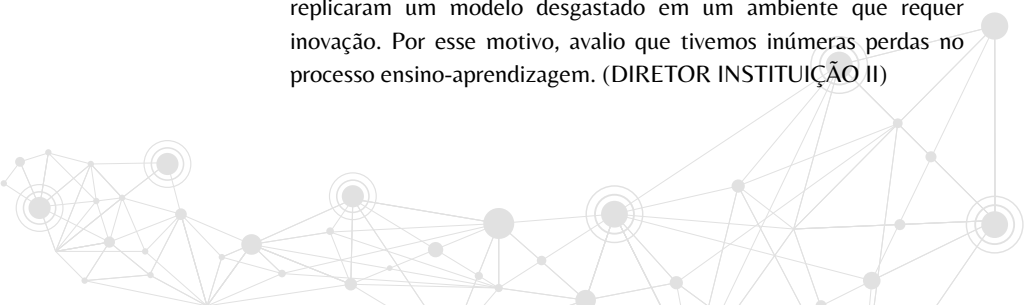 replicaram um modelo desgastado em um ambiente que requer
inovação. Por esse motivo, avalio que tivemos inúmeras perdas no
processo ensino-aprendizagem. (DIRETOR INSTITUIÇÃO II)